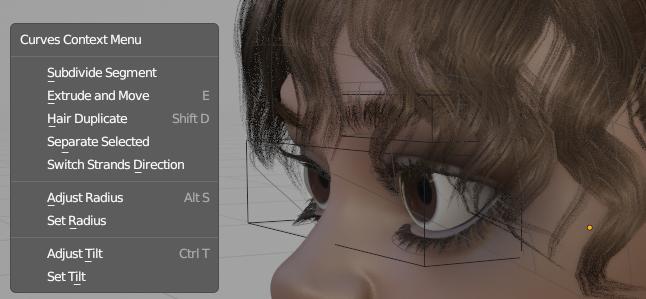 Curves Context Menu
Subdivide Segment
Extrude and Move E
Hair Duplicate Shift D
Separate Selected
Switch Strands Direction
Adjust Radius Alt S
Set Radius
Adjust Tilt Ctrl T
Set Tilt